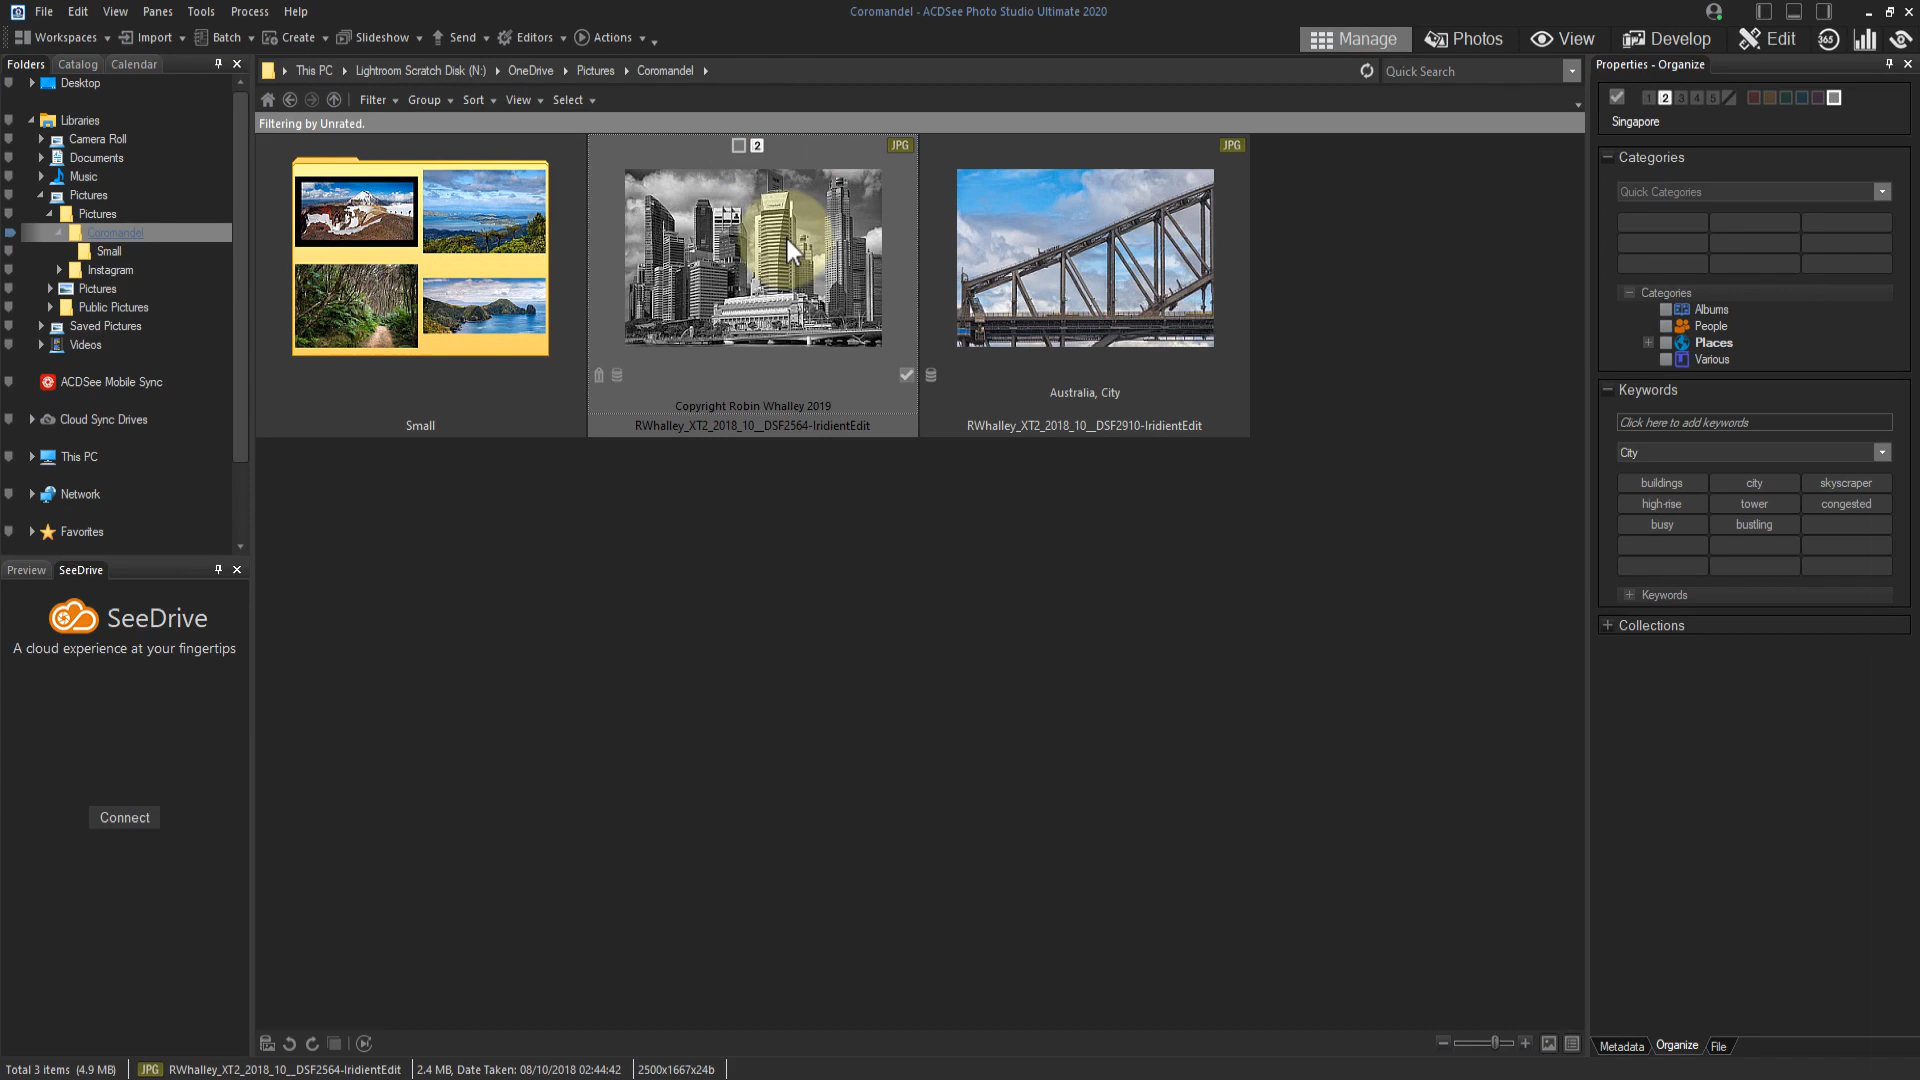 File Edit View Panes Tools Process Help
Coromandel - ACDSee Photo Studio Ultimate 2020
Workspaces Import Batch Create Slideshow Send Editors Actions
Manage Photos View Develop Edit 365
Folders Catalog Calendar
Desktop
Libraries
Camera Roll
Documents
Music
Pictures
Pictures
Coromandel
Small
Instagram
Pictures
Public Pictures
Saved Pictures
Videos
ACDSee Mobile Sync
Cloud Sync Drives
This PC
Network
Favorites
Preview SeeDrive
SeeDrive
A cloud experience at your fingertips
Connect
This PC Lightroom Scratch Disk (N:) OneDrive Pictures Coromandel
Quick Search
Filter Group Sort View Select
Filtering by Unrated.
2 JPG
JPG
Copyright Robin Whalley 2019
Australia, City
Small
RWhalley_XT2_2018_10__DSF2564-IridientEdit
RWhalley_XT2_2018_10__DSF2910-IridientEdit
Properties - Organize
1 2 3 4 5
Singapore
Categories
Quick Categories
Categories
Albums
People
Places
Various
Keywords
Click here to add keywords
City
buildings city skyscraper
high-rise tower congested
busy bustling
Keywords
Collections
Metadata Organize File
Total 3 items (4.9 MB) JPG RWhalley_XT2_2018_10__DSF2564-IridientEdit 2.4 MB, Date Taken: 08/10/2018 02:44:42 2500x1667x24b